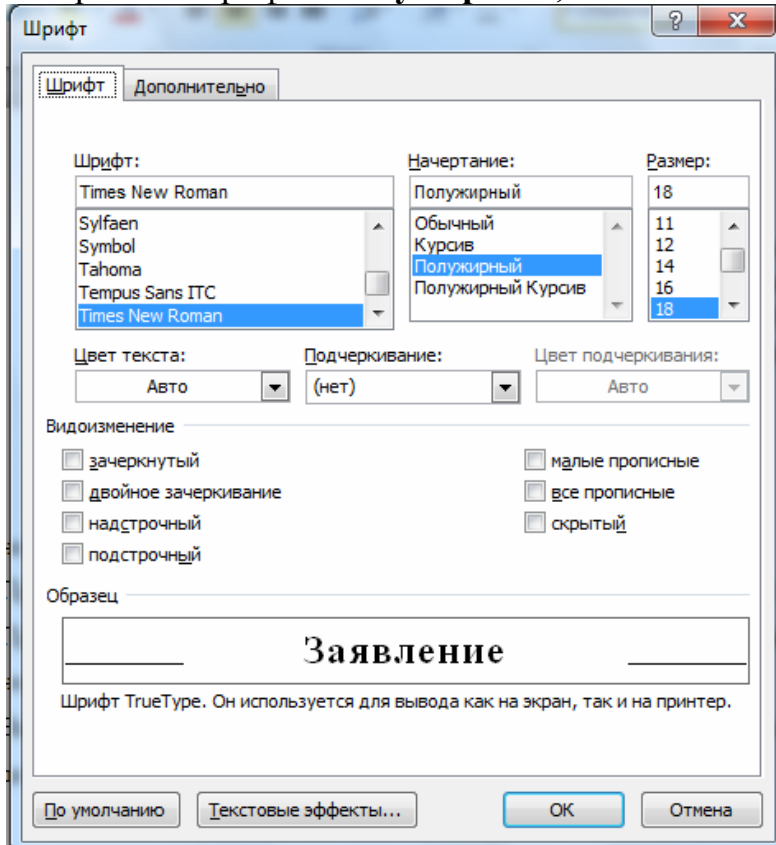 Шрифт
Шрифт Дополнительно
Шрифт: Начертание: Размер:
Times New Roman Полужирный 18
Sylfaen Обычный 11
Symbol Курсив 12
Tahoma Полужирный 14
Tempus Sans ITC Полужирный Курсив 16
Times New Roman 18
Цвет текста: Подчеркивание: Цвет подчеркивания:
Авто (нет) Авто
Видоизменение
зачеркнутый малые прописные
двойное зачеркивание все прописные
надстрочный скрытый
подстрочный
Образец
Заявление
Шрифт TrueType. Он используется для вывода как на экран, так и на принтер.
По умолчанию Текстовые эффекты... ОК Отмена